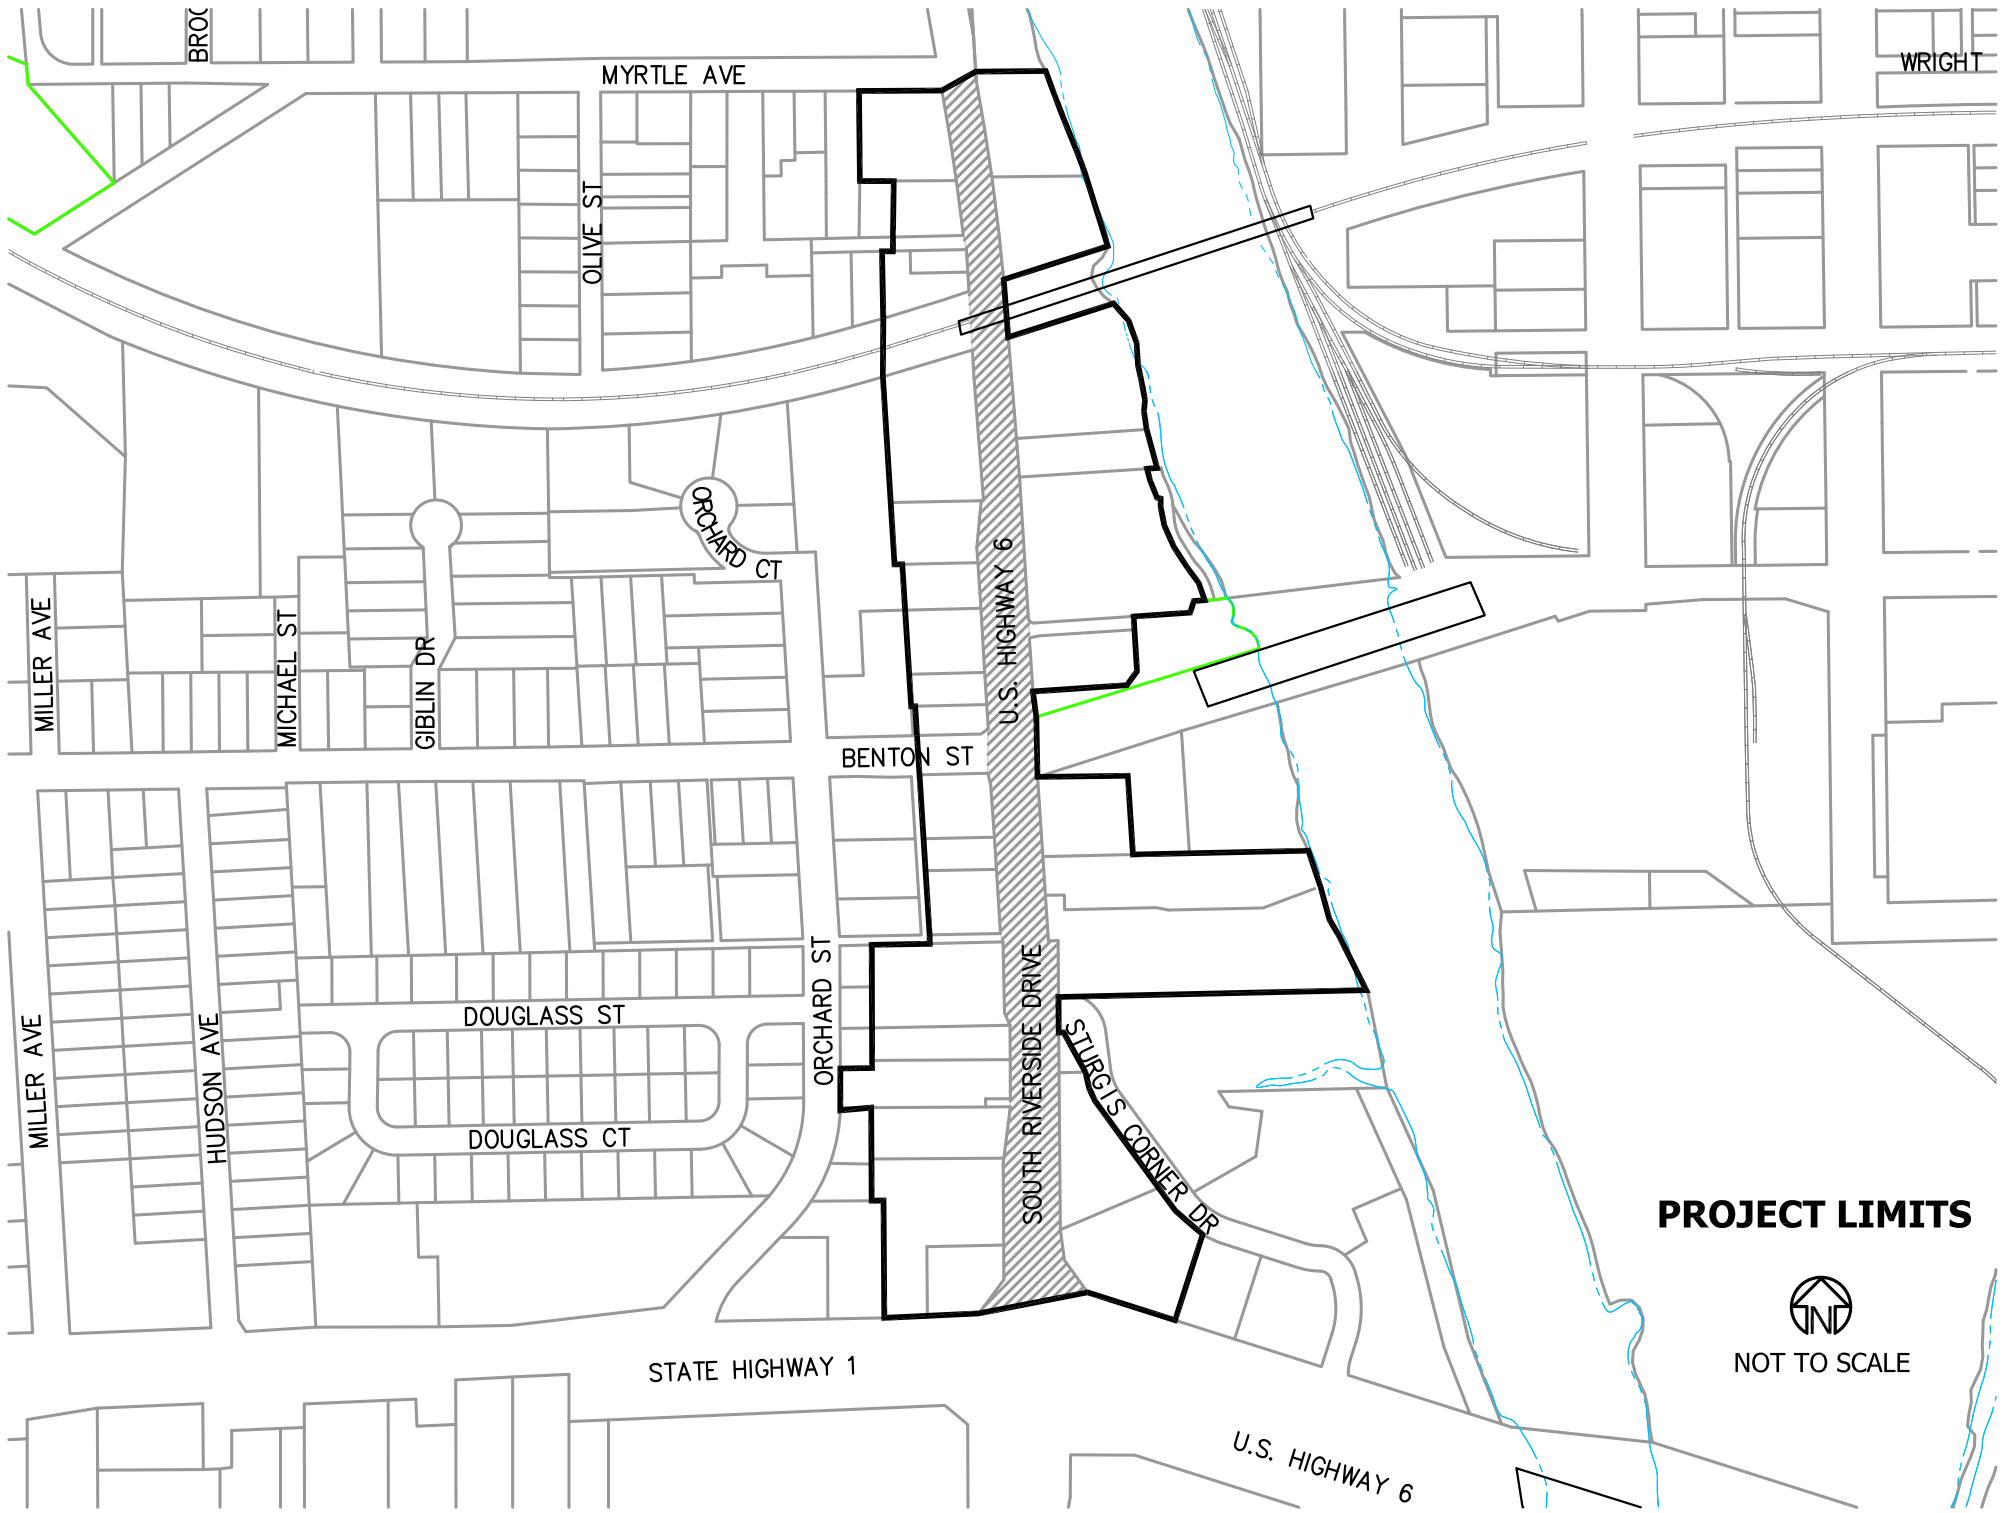 BROO
MYRTLE AVE
WRIGHT
OLIVE ST
ORCHARD CT
U.S. HIGHWAY 6
MILLER AVE
MICHAEL ST
GIBLIN DR
BENTON ST
ORCHARD ST
SOUTH RIVERSIDE DRIVE
DOUGLASS ST
MILLER AVE
HUDSON AVE
STURGIS CORNER DR
DOUGLASS CT
PROJECT LIMITS
N
NOT TO SCALE
STATE HIGHWAY 1
U.S. HIGHWAY 6